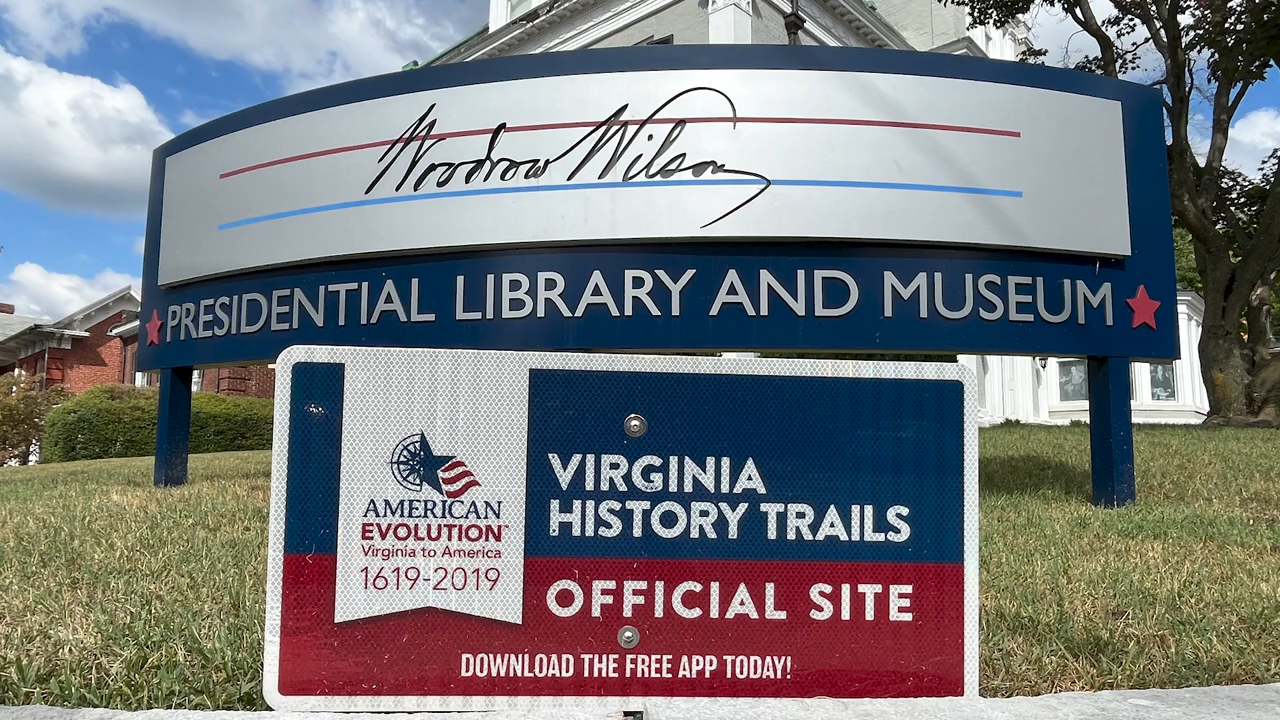 Woodrow Wilson
PRESIDENTIAL LIBRARY AND MUSEUM
AMERICAN
EVOLUTION™
Virginia to America
1619-2019
VIRGINIA
HISTORY TRAILS
OFFICIAL SITE
DOWNLOAD THE FREE APP TODAY!